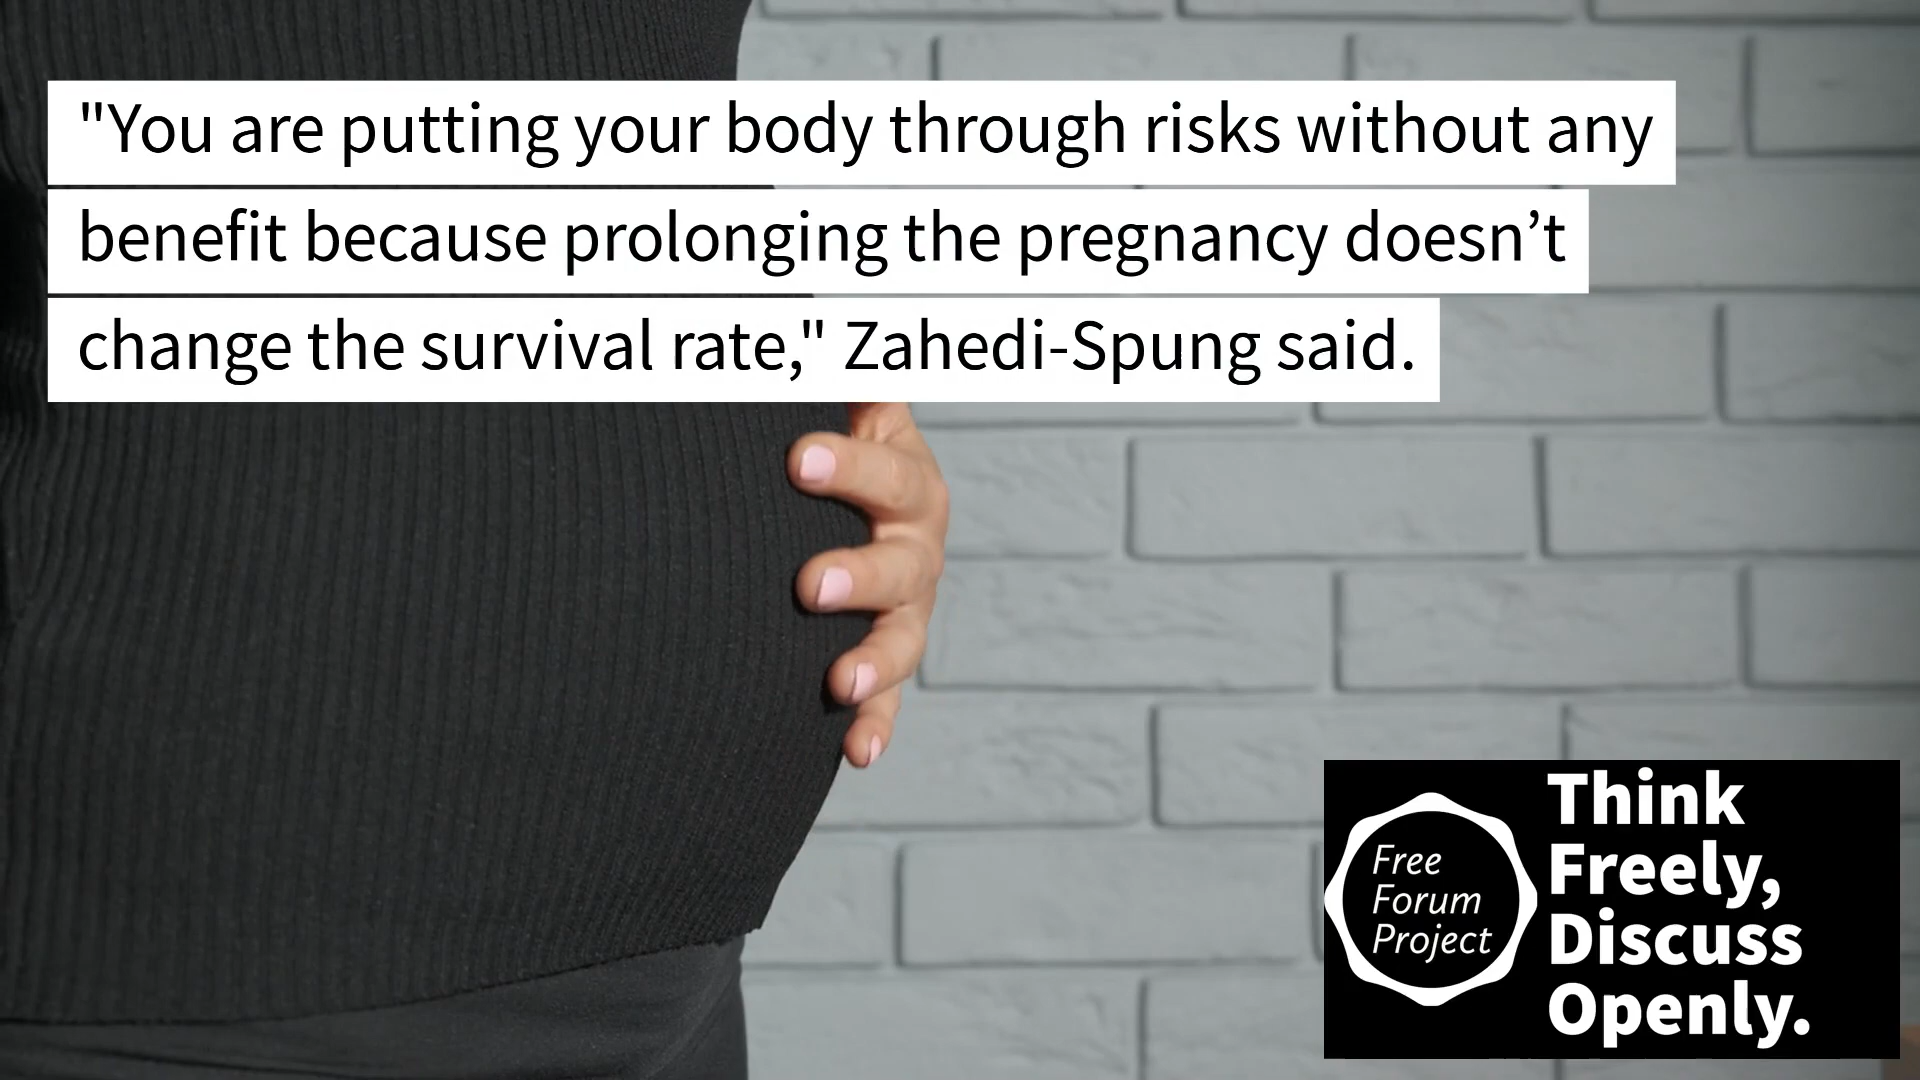 "You are putting your body through risks without any
benefit because prolonging the pregnancy doesn’t
change the survival rate," Zahedi-Spung said.
Free
Forum
Project
Think
Freely,
Discuss
Openly.